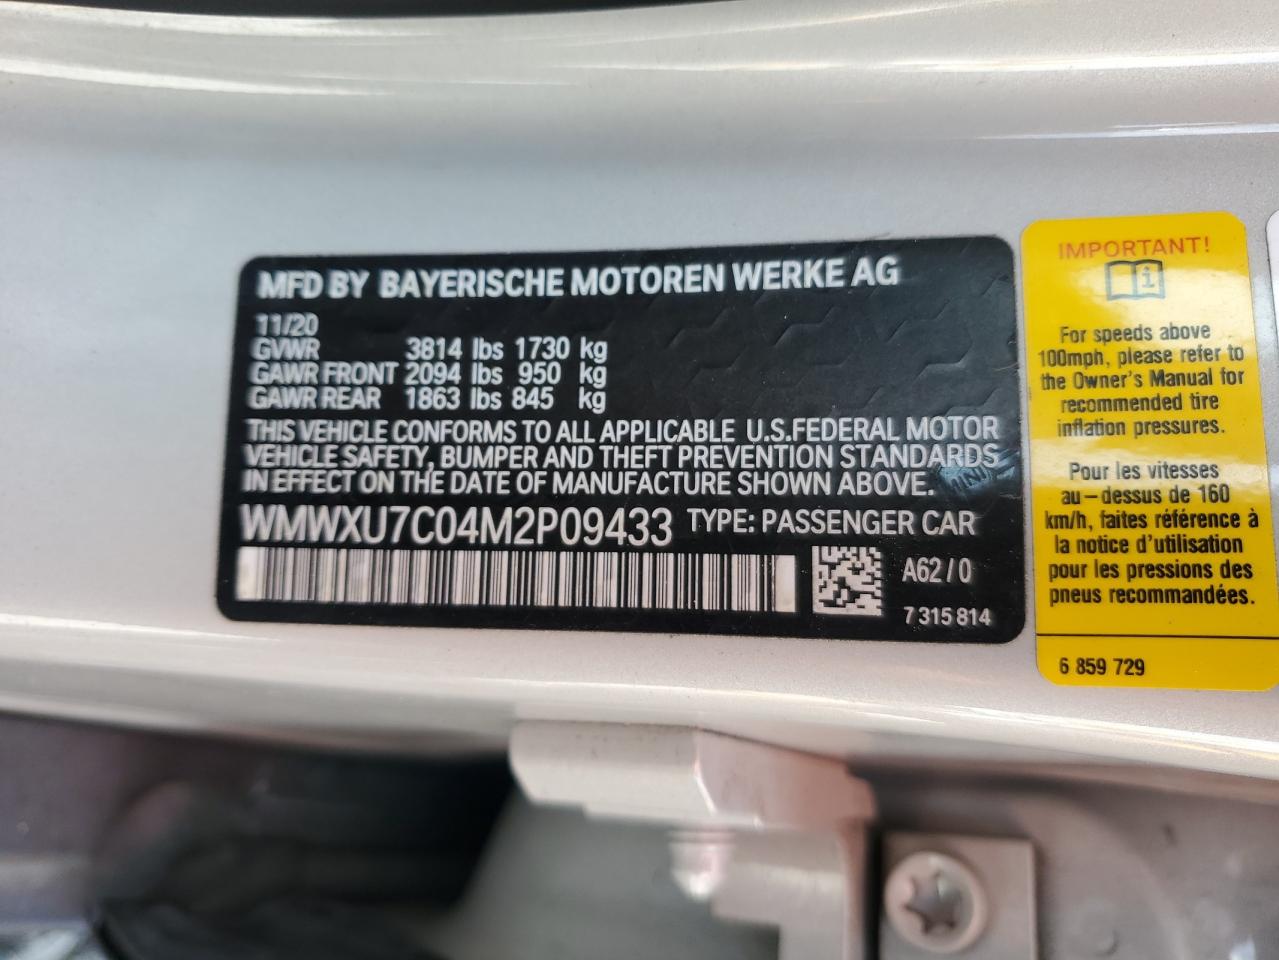 MFD BY BAYERISCHE MOTOREN WERKE AG
11/20
GVWR 3814 lbs 1730 kg
GAWR FRONT 2094 lbs 950 kg
GAWR REAR 1863 lbs 845 kg
THIS VEHICLE CONFORMS TO ALL APPLICABLE U.S.FEDERAL MOTOR
VEHICLE SAFETY, BUMPER AND THEFT PREVENTION STANDARDS
IN EFFECT ON THE DATE OF MANUFACTURE SHOWN ABOVE.
MINI
WMWXU7C04M2P09433 TYPE: PASSENGER CAR
A62/0
7 315 814
IMPORTANT!
For speeds above
100mph, please refer to
the Owner's Manual for
recommended tire
inflation pressures.
Pour les vitesses
au-dessus de 160
km/h, faites référence à
la notice d'utilisation
pour les pressions des
pneus recommandées.
6 859 729